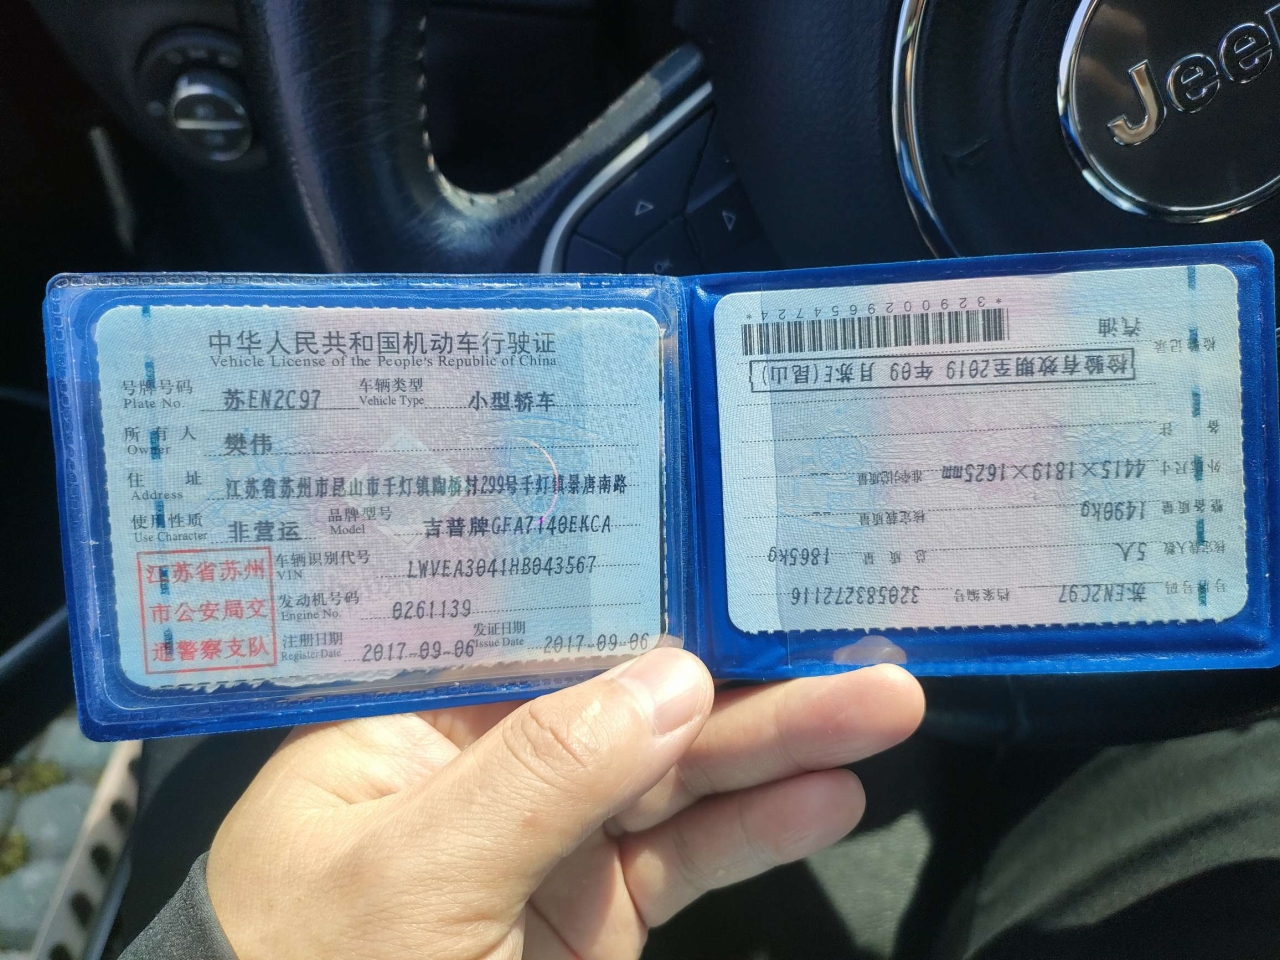 Jeep
中华人民共和国机动车行驶证
Vehicle License of the People's Republic of China
号牌号码 苏EN2C97 车辆类型 小型轿车
Plate No. Vehicle Type
所有人 樊伟
Owner
住址 江苏省苏州市昆山市千灯镇陶桥村299号千灯镇景唐南路
Address
使用性质 非营运 品牌型号 吉普牌GFA7140EKCA
Use Character Model
江苏省苏州
市公安局交
通警察支队
车辆识别代号 LWVEA3041HB043567
VIN
发动机号码 0261139
Engine No.
注册日期 2017-09-06 发证日期 2017-09-06
Register Date Issue Date
号牌号码 苏EN2C97 档案编号 320583272116
核定载人数 5人 总质量 1865kg
整备质量 1490kg 核定载质量
外廓尺寸 4415×1819×1625mm 准牵引总质量
备注
检验有效期至2019年09月苏E(昆山)
检验记录 汽油
*3290029654724*